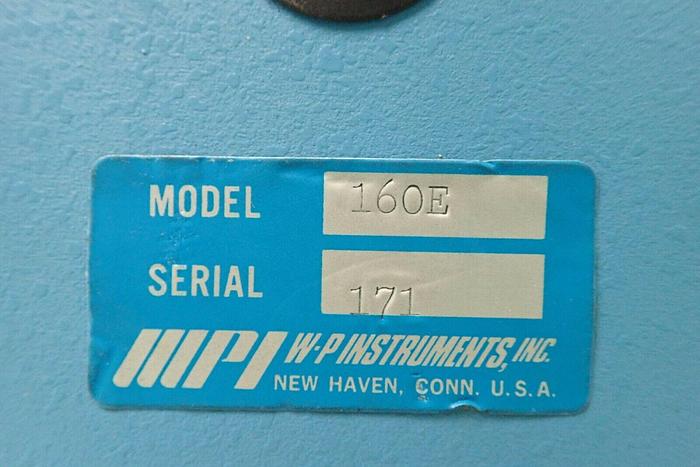 MODEL 160E
SERIAL 171
WPI W-P INSTRUMENTS, INC.
NEW HAVEN, CONN. U.S.A.